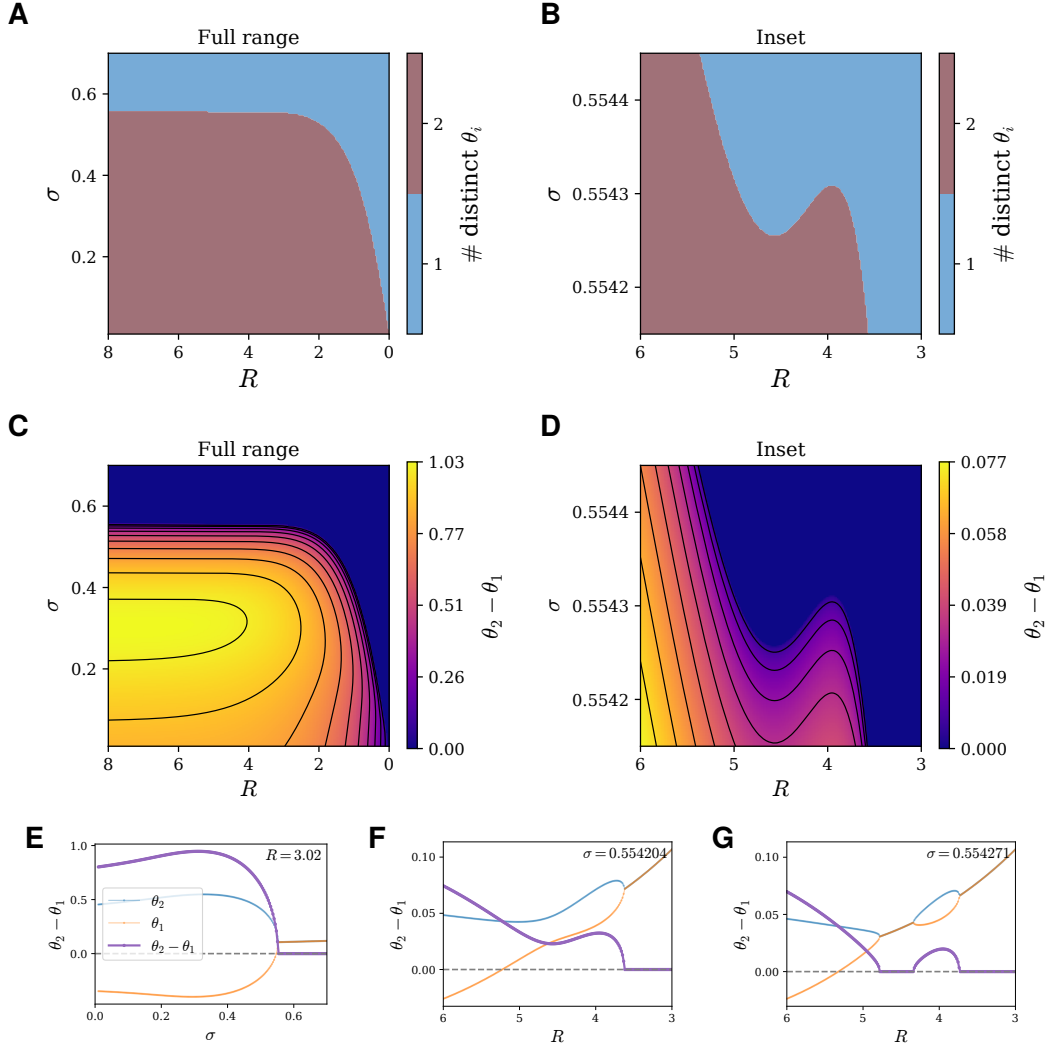 A
Full range
σ
0.6
0.4
0.2
8
6
4
2
0
R
2
1
# distinct θᵢ
B
Inset
σ
0.5544
0.5543
0.5542
6
5
4
3
R
2
1
# distinct θᵢ
C
Full range
σ
0.6
0.4
0.2
8
6
4
2
0
R
1.03
0.77
0.51
0.26
0.00
θ₂ − θ₁
D
Inset
σ
0.5544
0.5543
0.5542
6
5
4
3
R
0.077
0.058
0.039
0.019
0.000
θ₂ − θ₁
E
θ₂ − θ₁
1.0
0.5
0.0
R = 3.02
θ₂
θ₁
θ₂ − θ₁
0.0
0.2
0.4
0.6
σ
F
θ₂ − θ₁
0.10
0.05
0.00
σ = 0.554204
6
5
4
3
R
G
θ₂ − θ₁
0.10
0.05
0.00
σ = 0.554271
6
5
4
3
R